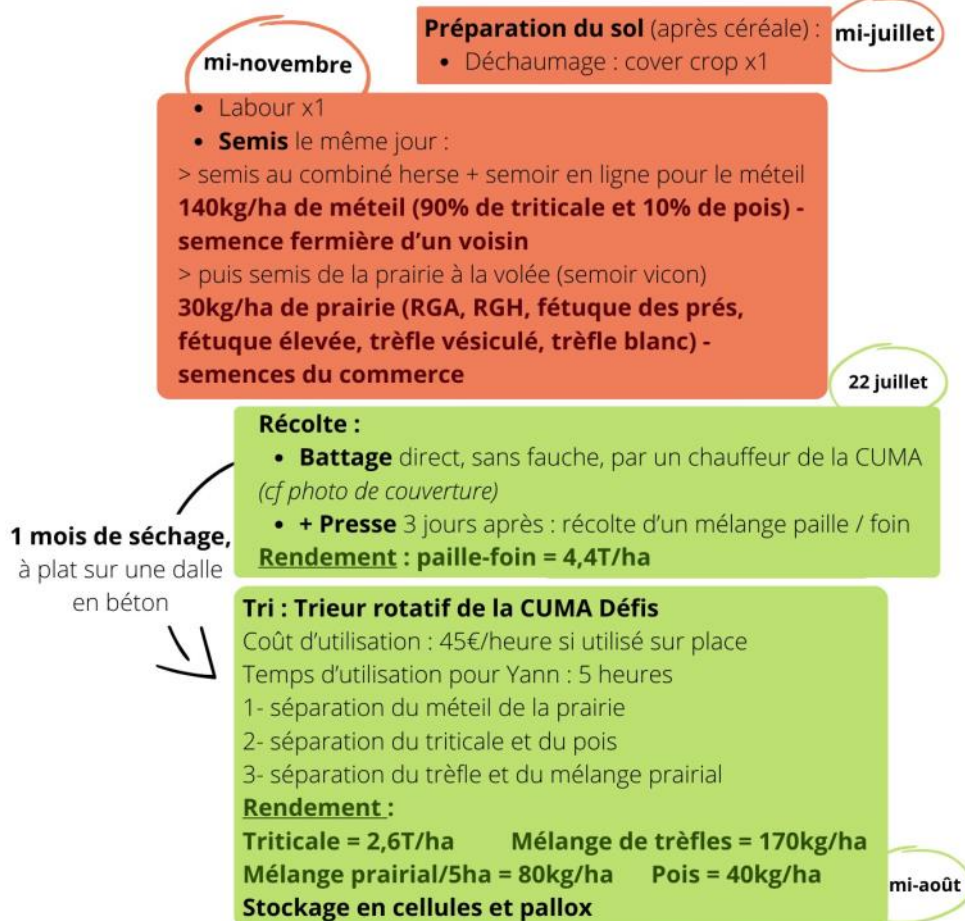 Préparation du sol (après céréale) :
• Déchaumage : cover crop x1
mi-juillet
mi-novembre
• Labour x1
• Semis le même jour :
> semis au combiné herse + semoir en ligne pour le méteil
140kg/ha de méteil (90% de triticale et 10% de pois) -
semence fermière d'un voisin
> puis semis de la prairie à la volée (semoir vicon)
30kg/ha de prairie (RGA, RGH, fétuque des prés,
fétuque élevée, trèfle vésiculé, trèfle blanc) -
semences du commerce
22 juillet
Récolte :
• Battage direct, sans fauche, par un chauffeur de la CUMA
(cf photo de couverture)
• + Presse 3 jours après : récolte d'un mélange paille / foin
Rendement : paille-foin = 4,4T/ha
1 mois de séchage,
à plat sur une dalle
en béton
Tri : Trieur rotatif de la CUMA Défis
Coût d'utilisation : 45€/heure si utilisé sur place
Temps d'utilisation pour Yann : 5 heures
1- séparation du méteil de la prairie
2- séparation du triticale et du pois
3- séparation du trèfle et du mélange prairial
Rendement :
Triticale = 2,6T/ha Mélange de trèfles = 170kg/ha
Mélange prairial/5ha = 80kg/ha Pois = 40kg/ha
Stockage en cellules et pallox
mi-août